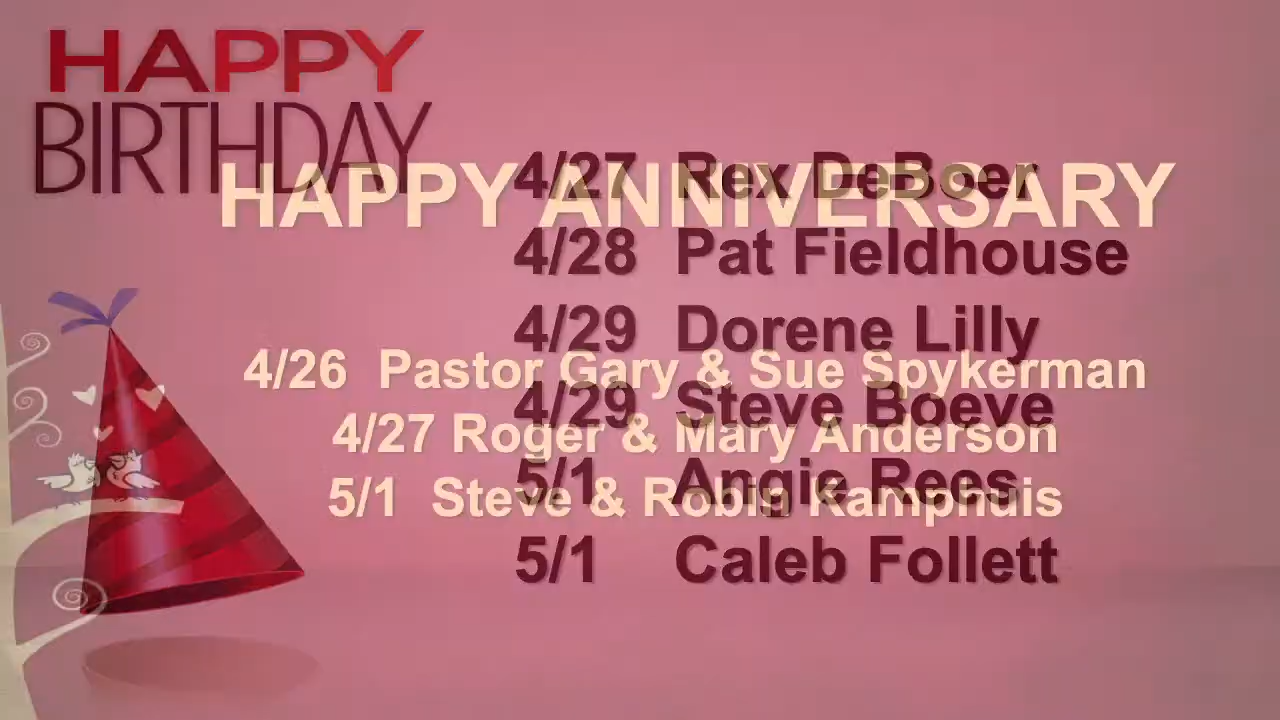 HAPPY
BIRTHDAY
4/27 Rex DeBoer
4/28 Pat Fieldhouse
4/29 Dorene Lilly
4/29 Steve Boeve
5/1 Angie Rees
5/1 Caleb Follett
HAPPY ANNIVERSARY
4/26 Pastor Gary & Sue Spykerman
4/27 Roger & Mary Anderson
5/1 Steve & Robin Kamphuis